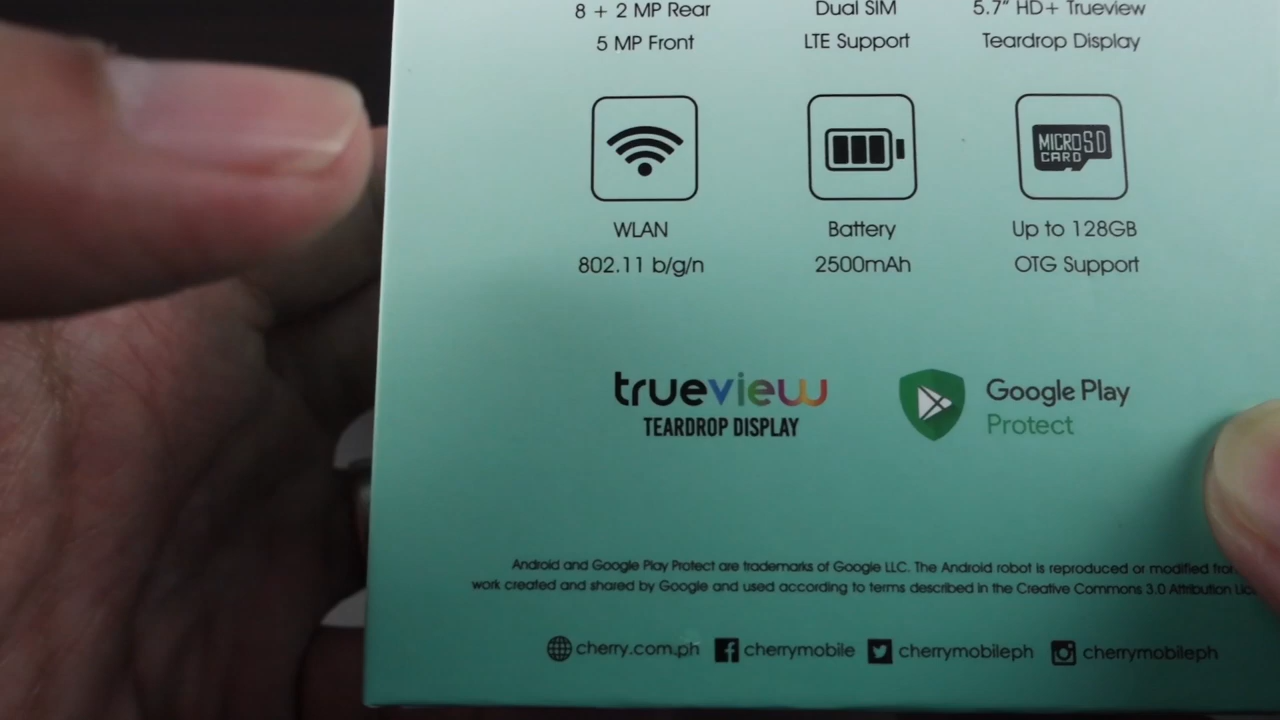 8 + 2 MP Rear
5 MP Front
Dual SIM
LTE Support
5.7" HD+ Trueview
Teardrop Display
WLAN
802.11 b/g/n
Battery
2500mAh
MICRO SD
CARD
Up to 128GB
OTG Support
trueview
TEARDROP DISPLAY
Google Play
Protect
Android and Google Play Protect are trademarks of Google LLC. The Android robot is reproduced or modified from
work created and shared by Google and used according to terms described in the Creative Commons 3.0 Attribution
cherry.com.ph cherrymobile cherrymobileph cherrymobileph